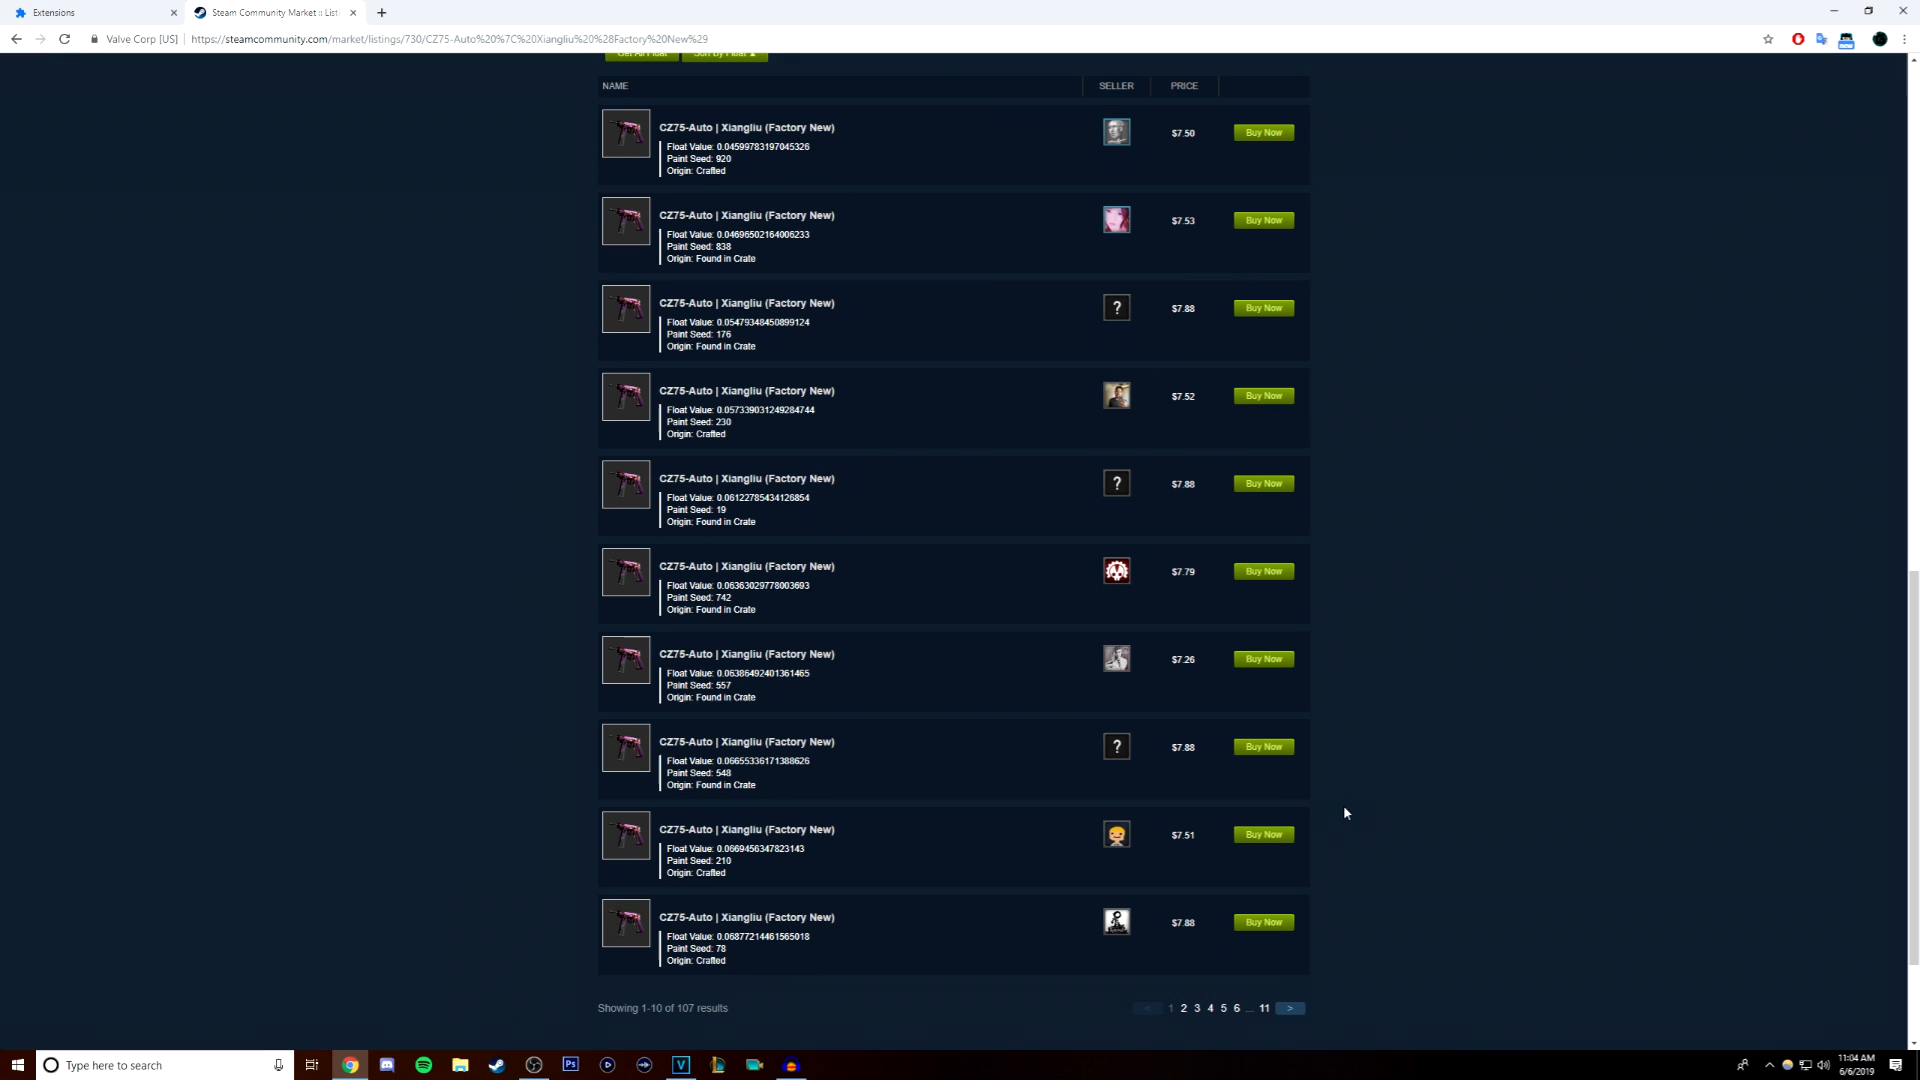 Extensions
Steam Community Market :: List
Valve Corp [US]
https://steamcommunity.com/market/listings/730/CZ75-Auto%20%7C%20Xiangliu%20%28Factory%20New%29
Get All Float
Sort By Float ▲
NAME
SELLER
PRICE
CZ75-Auto | Xiangliu (Factory New)
Float Value: 0.04599783197045326
Paint Seed: 920
Origin: Crafted
$7.50
Buy Now
CZ75-Auto | Xiangliu (Factory New)
Float Value: 0.04696502164006233
Paint Seed: 838
Origin: Found in Crate
$7.53
Buy Now
CZ75-Auto | Xiangliu (Factory New)
Float Value: 0.05479348450899124
Paint Seed: 176
Origin: Found in Crate
?
$7.88
Buy Now
CZ75-Auto | Xiangliu (Factory New)
Float Value: 0.057339031249284744
Paint Seed: 230
Origin: Crafted
$7.52
Buy Now
CZ75-Auto | Xiangliu (Factory New)
Float Value: 0.06122785434126854
Paint Seed: 19
Origin: Found in Crate
?
$7.88
Buy Now
CZ75-Auto | Xiangliu (Factory New)
Float Value: 0.06363029778003693
Paint Seed: 742
Origin: Found in Crate
$7.79
Buy Now
CZ75-Auto | Xiangliu (Factory New)
Float Value: 0.06386492401361465
Paint Seed: 557
Origin: Found in Crate
$7.26
Buy Now
CZ75-Auto | Xiangliu (Factory New)
Float Value: 0.06655336171388626
Paint Seed: 548
Origin: Found in Crate
?
$7.88
Buy Now
CZ75-Auto | Xiangliu (Factory New)
Float Value: 0.0669456347823143
Paint Seed: 210
Origin: Crafted
$7.51
Buy Now
CZ75-Auto | Xiangliu (Factory New)
Float Value: 0.06877214461565018
Paint Seed: 78
Origin: Crafted
$7.88
Buy Now
Showing 1-10 of 107 results
< 1 2 3 4 5 6 ... 11 >
Type here to search
Ps
V
11:04 AM
6/6/2019